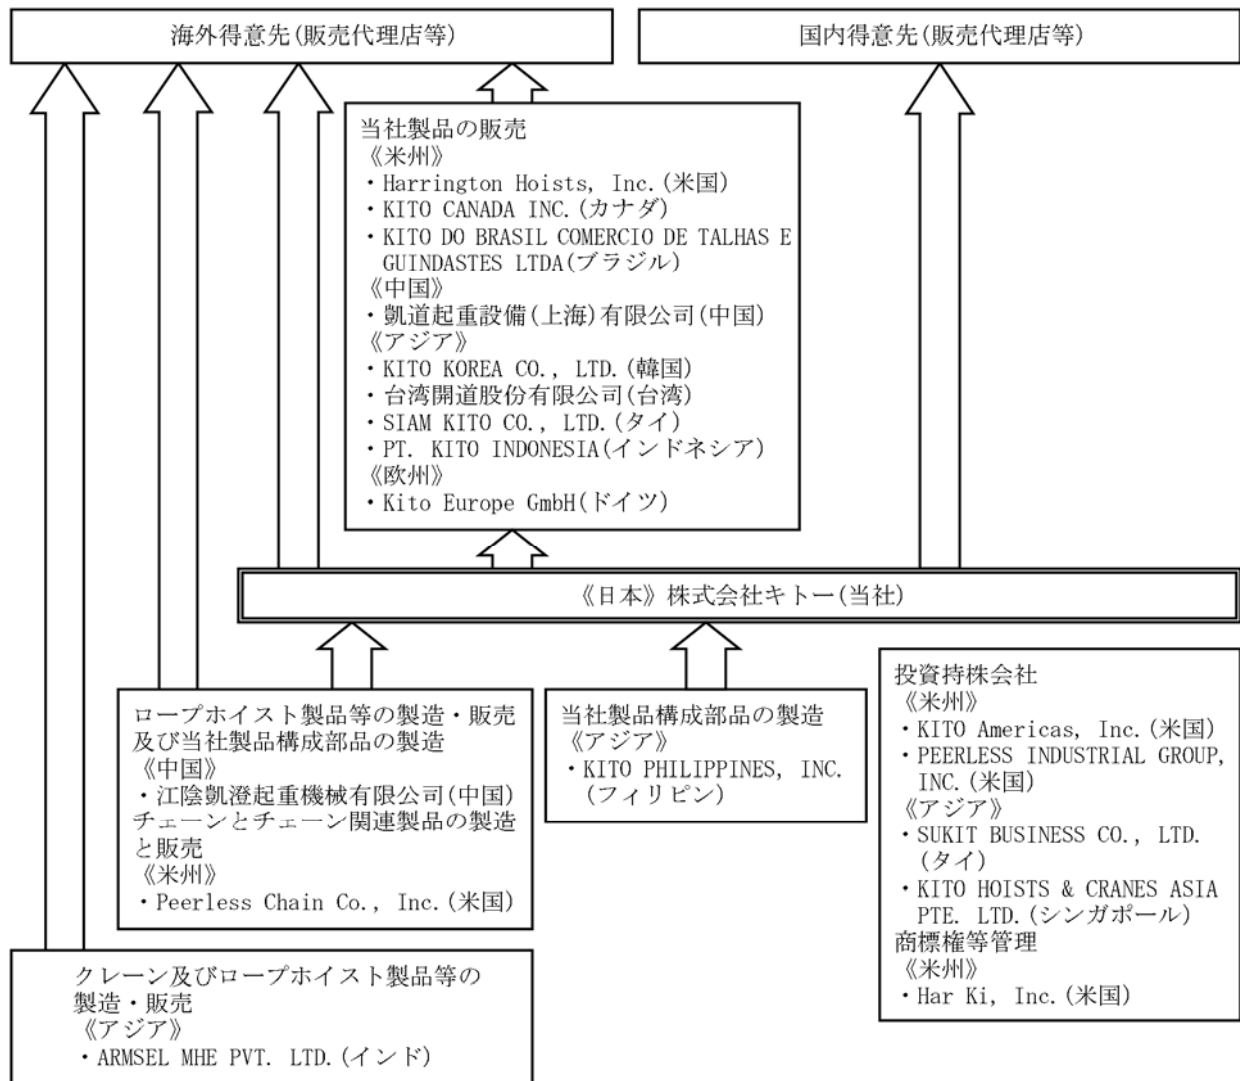 海外得意先(販売代理店等)
国内得意先(販売代理店等)
当社製品の販売
《米州》
・Harrington Hoists, Inc.(米国)
・KITO CANADA INC.(カナダ)
・KITO DO BRASIL COMERCIO DE TALHAS E
GUINDASTES LTDA(ブラジル)
《中国》
・凱道起重設備(上海)有限公司(中国)
《アジア》
・KITO KOREA CO., LTD.(韓国)
・台湾開道股份有限公司(台湾)
・SIAM KITO CO., LTD.(タイ)
・PT. KITO INDONESIA(インドネシア)
《欧州》
・Kito Europe GmbH(ドイツ)
《日本》株式会社キトー(当社)
ロープホイスト製品等の製造・販売
及び当社製品構成部品の製造
《中国》
・江陰凱澄起重機械有限公司(中国)
チェーンとチェーン関連製品の製造
と販売
《米州》
・Peerless Chain Co., Inc.(米国)
当社製品構成部品の製造
《アジア》
・KITO PHILIPPINES, INC.
(フィリピン)
投資持株会社
《米州》
・KITO Americas, Inc.(米国)
・PEERLESS INDUSTRIAL GROUP,
INC.(米国)
《アジア》
・SUKIT BUSINESS CO., LTD.
(タイ)
・KITO HOISTS & CRANES ASIA
PTE. LTD.(シンガポール)
商標権等管理
《米州》
・Har Ki, Inc.(米国)
クレーン及びロープホイスト製品等の
製造・販売
《アジア》
・ARMSEL MHE PVT. LTD.(インド)